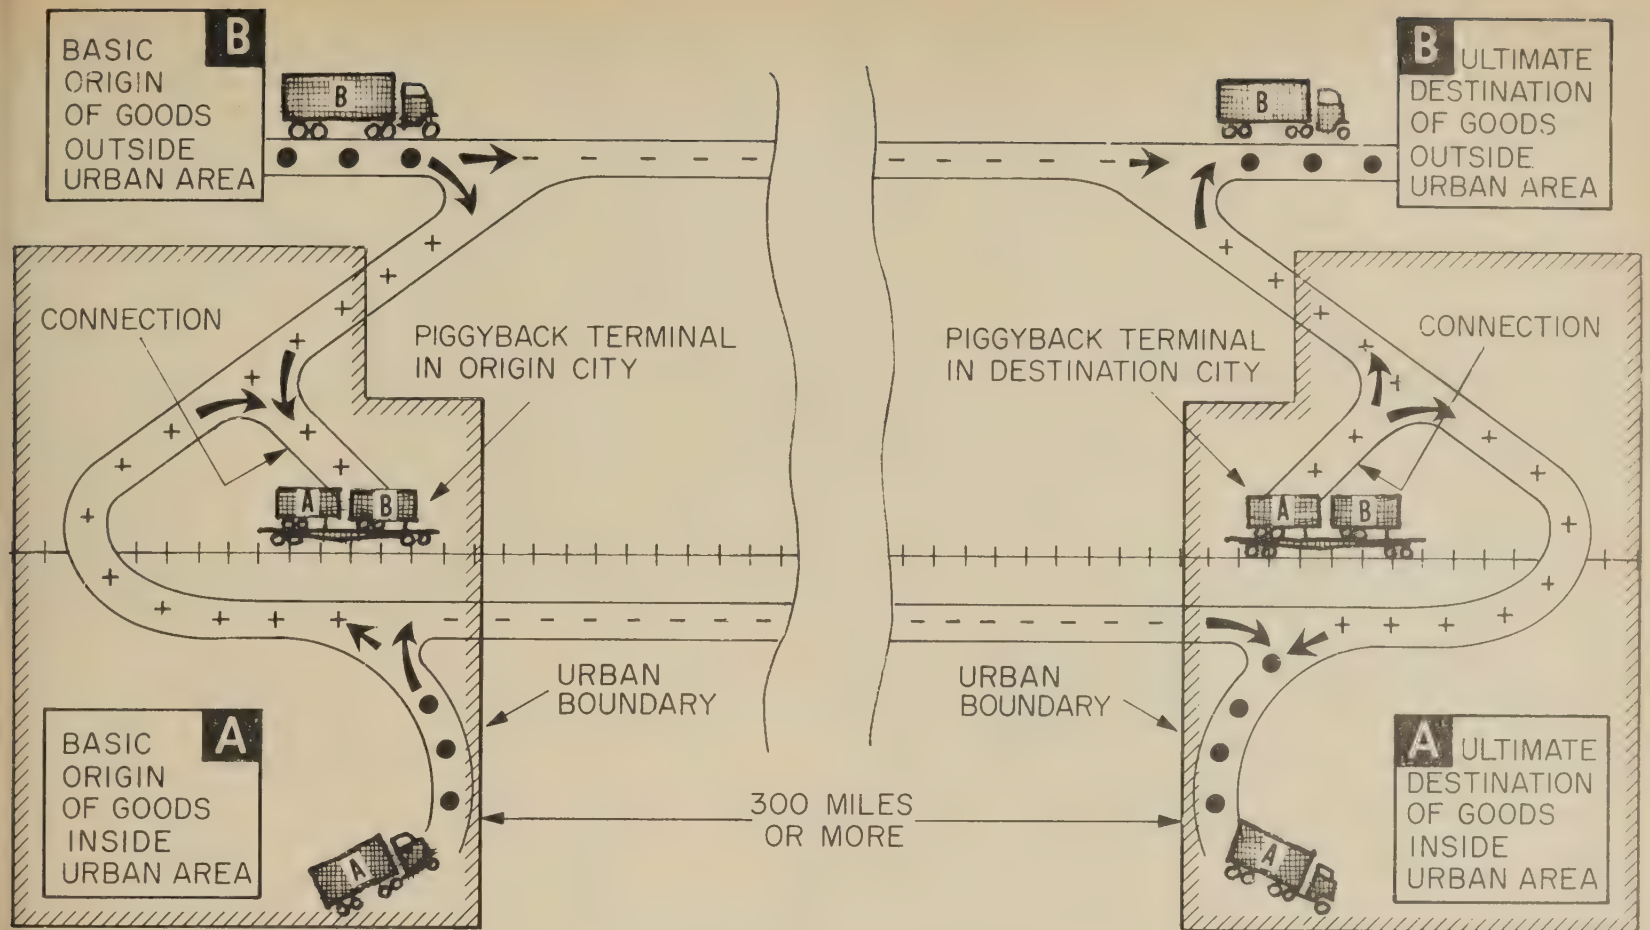 B
BASIC
ORIGIN
OF GOODS
OUTSIDE
URBAN AREA
B
B
B ULTIMATE
DESTINATION
OF GOODS
OUTSIDE
URBAN AREA
CONNECTION
PIGGYBACK TERMINAL
IN ORIGIN CITY
PIGGYBACK TERMINAL
IN DESTINATION CITY
CONNECTION
A B
A B
URBAN
BOUNDARY
URBAN
BOUNDARY
A
BASIC
ORIGIN
OF GOODS
INSIDE
URBAN AREA
A
300 MILES
OR MORE
A
A ULTIMATE
DESTINATION
OF GOODS
INSIDE
URBAN AREA